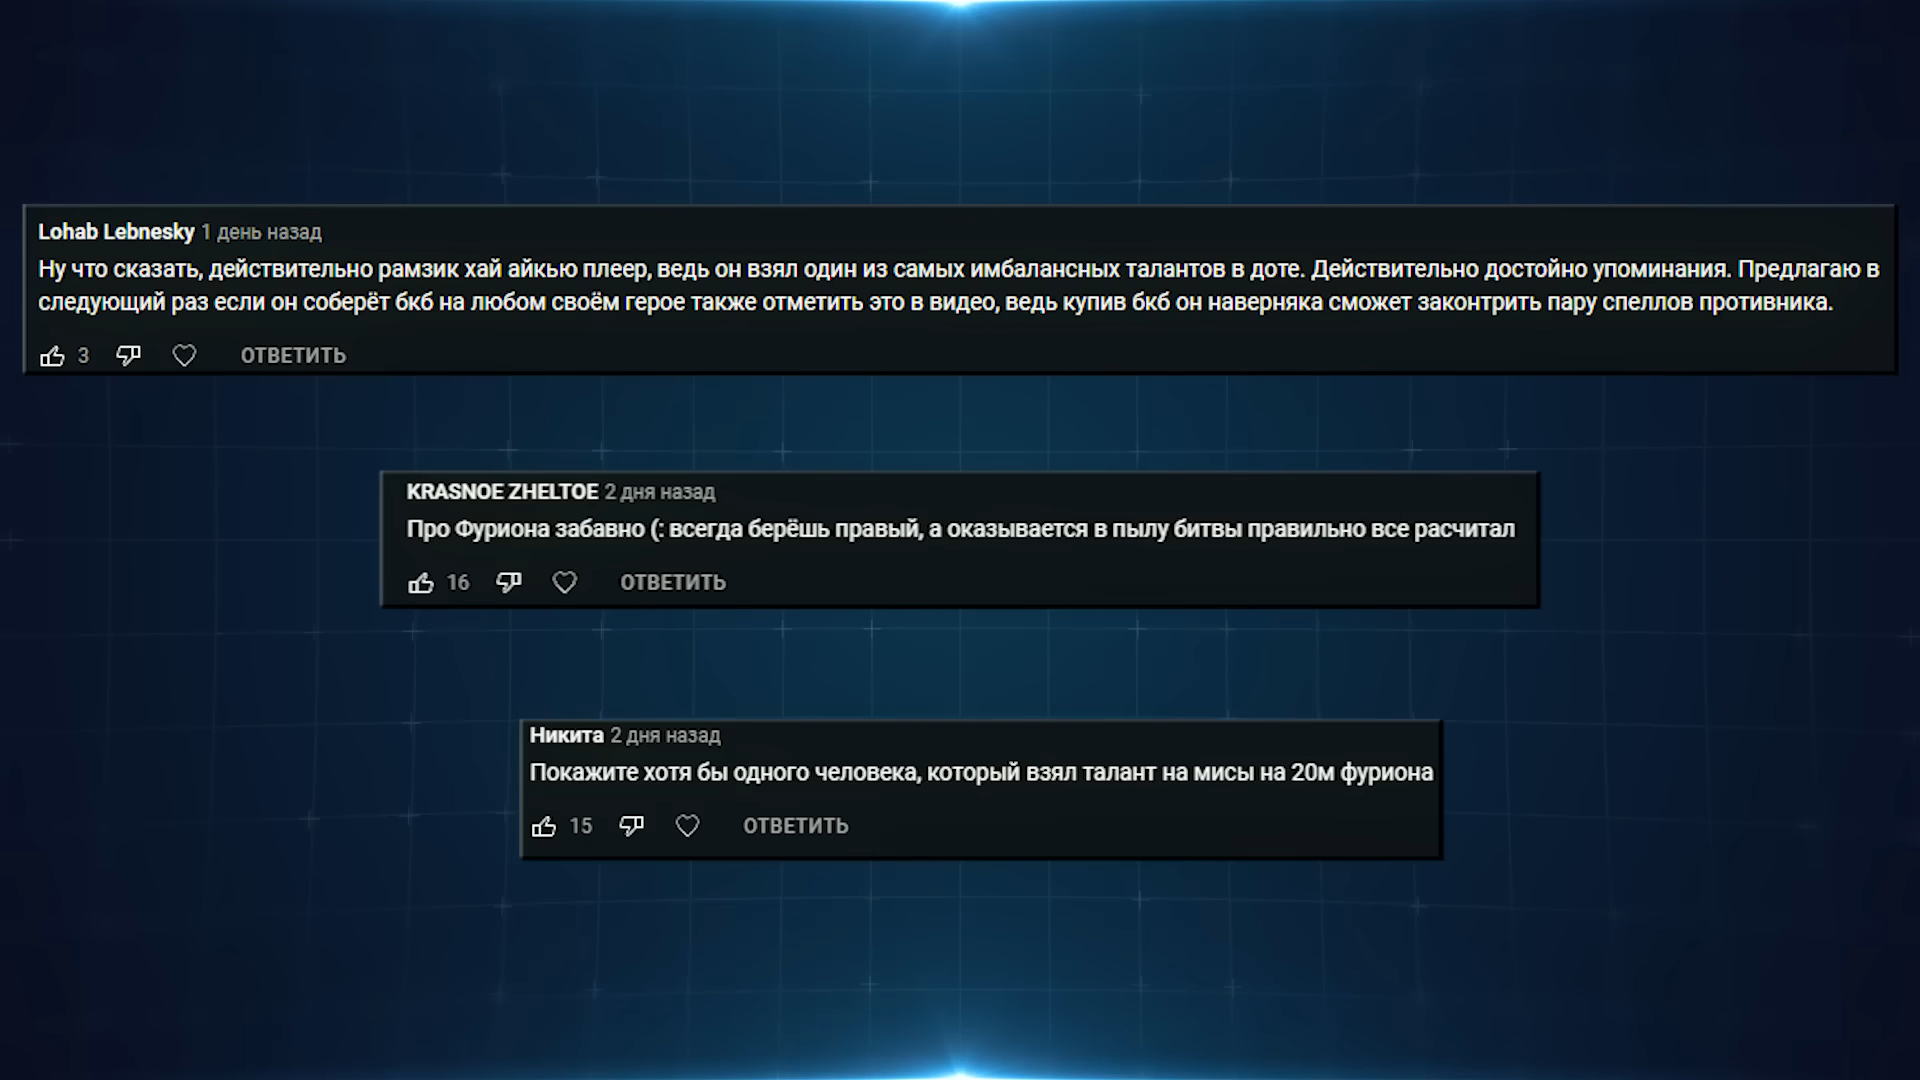 Lohab Lebnesky 1 день назад
Ну что сказать, действительно рамзик хай айкью плеер, ведь он взял один из самых имбалансных талантов в доте. Действительно достойно упоминания. Предлагаю в
следующий раз если он соберёт бкб на любом своём герое также отметить это в видео, ведь купив бкб он наверняка сможет законтрить пару спеллов противника.
3 ОТВЕТИТЬ
KRASNOE ZHELTOE 2 дня назад
Про Фуриона забавно (: всегда берёшь правый, а оказывается в пылу битвы правильно все расчитал
16 ОТВЕТИТЬ
Никита 2 дня назад
Покажите хотя бы одного человека, который взял талант на мисы на 20м фуриона
15 ОТВЕТИТЬ